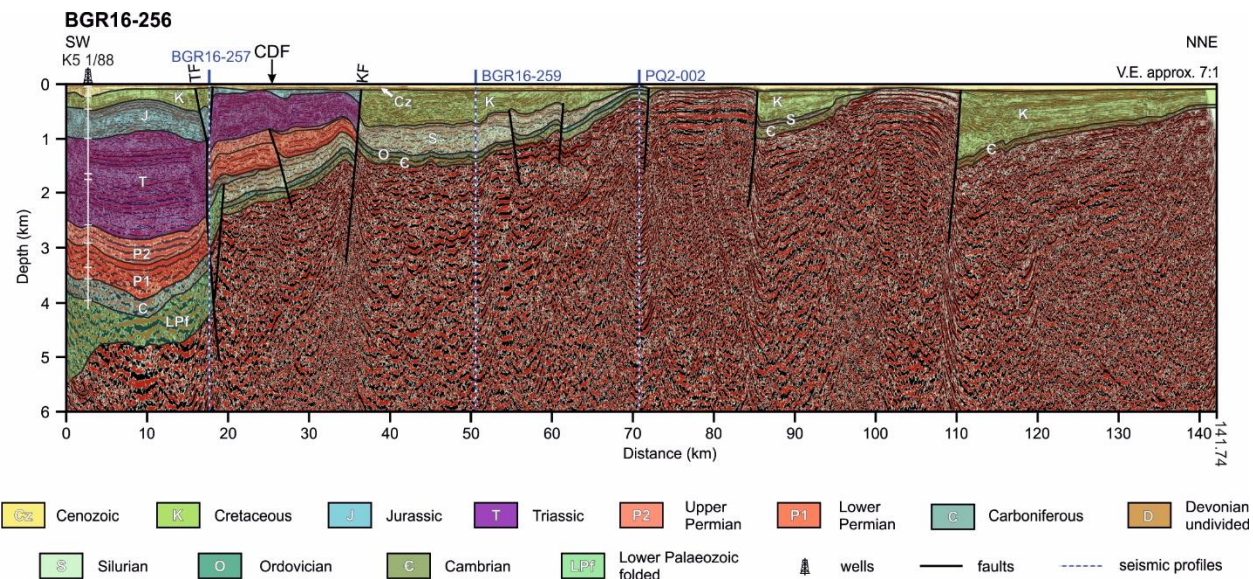 BGR16-256
SW
NNE
K5 1/88
TF
BGR16-257
CDF
KF
BGR16-259
PQ2-002
V.E. approx. 7:1
K
J
T
P2
P1
C
LPf
Cz
K
S
O
Є
K
S
Є
K
Є
Depth (km)
0
1
2
3
4
5
6
0
10
20
30
40
50
60
70
80
90
100
110
120
130
140
141.74
Distance (km)
Cz Cenozoic
K Cretaceous
J Jurassic
T Triassic
P2 Upper Permian
P1 Lower Permian
C Carboniferous
D Devonian undivided
S Silurian
O Ordovician
Є Cambrian
LPf Lower Palaeozoic folded
wells
faults
seismic profiles